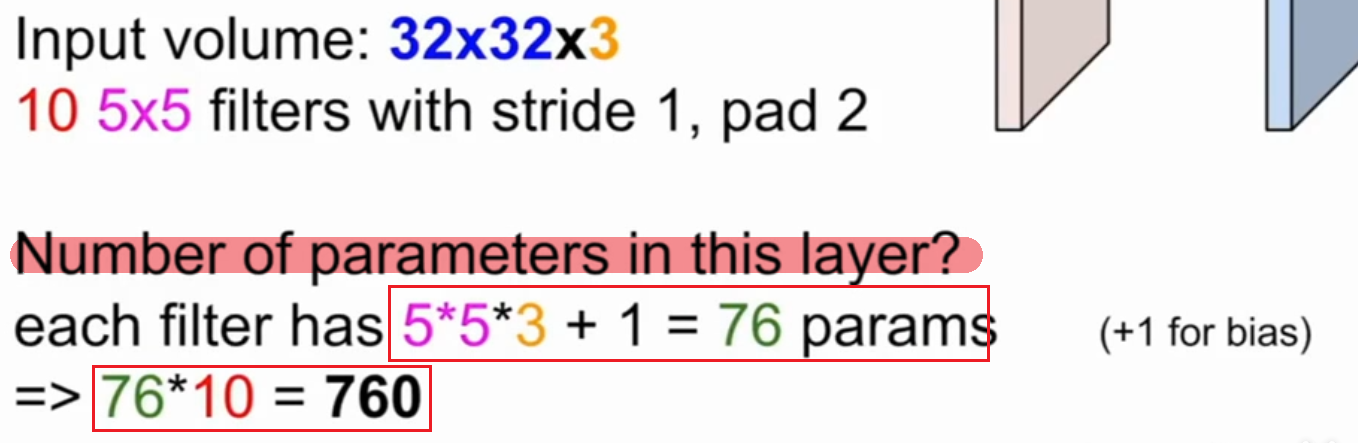 Input volume: 32x32x3
10 5x5 filters with stride 1, pad 2
Number of parameters in this layer?
each filter has 5*5*3 + 1 = 76 params (+1 for bias)
=> 76*10 = 760